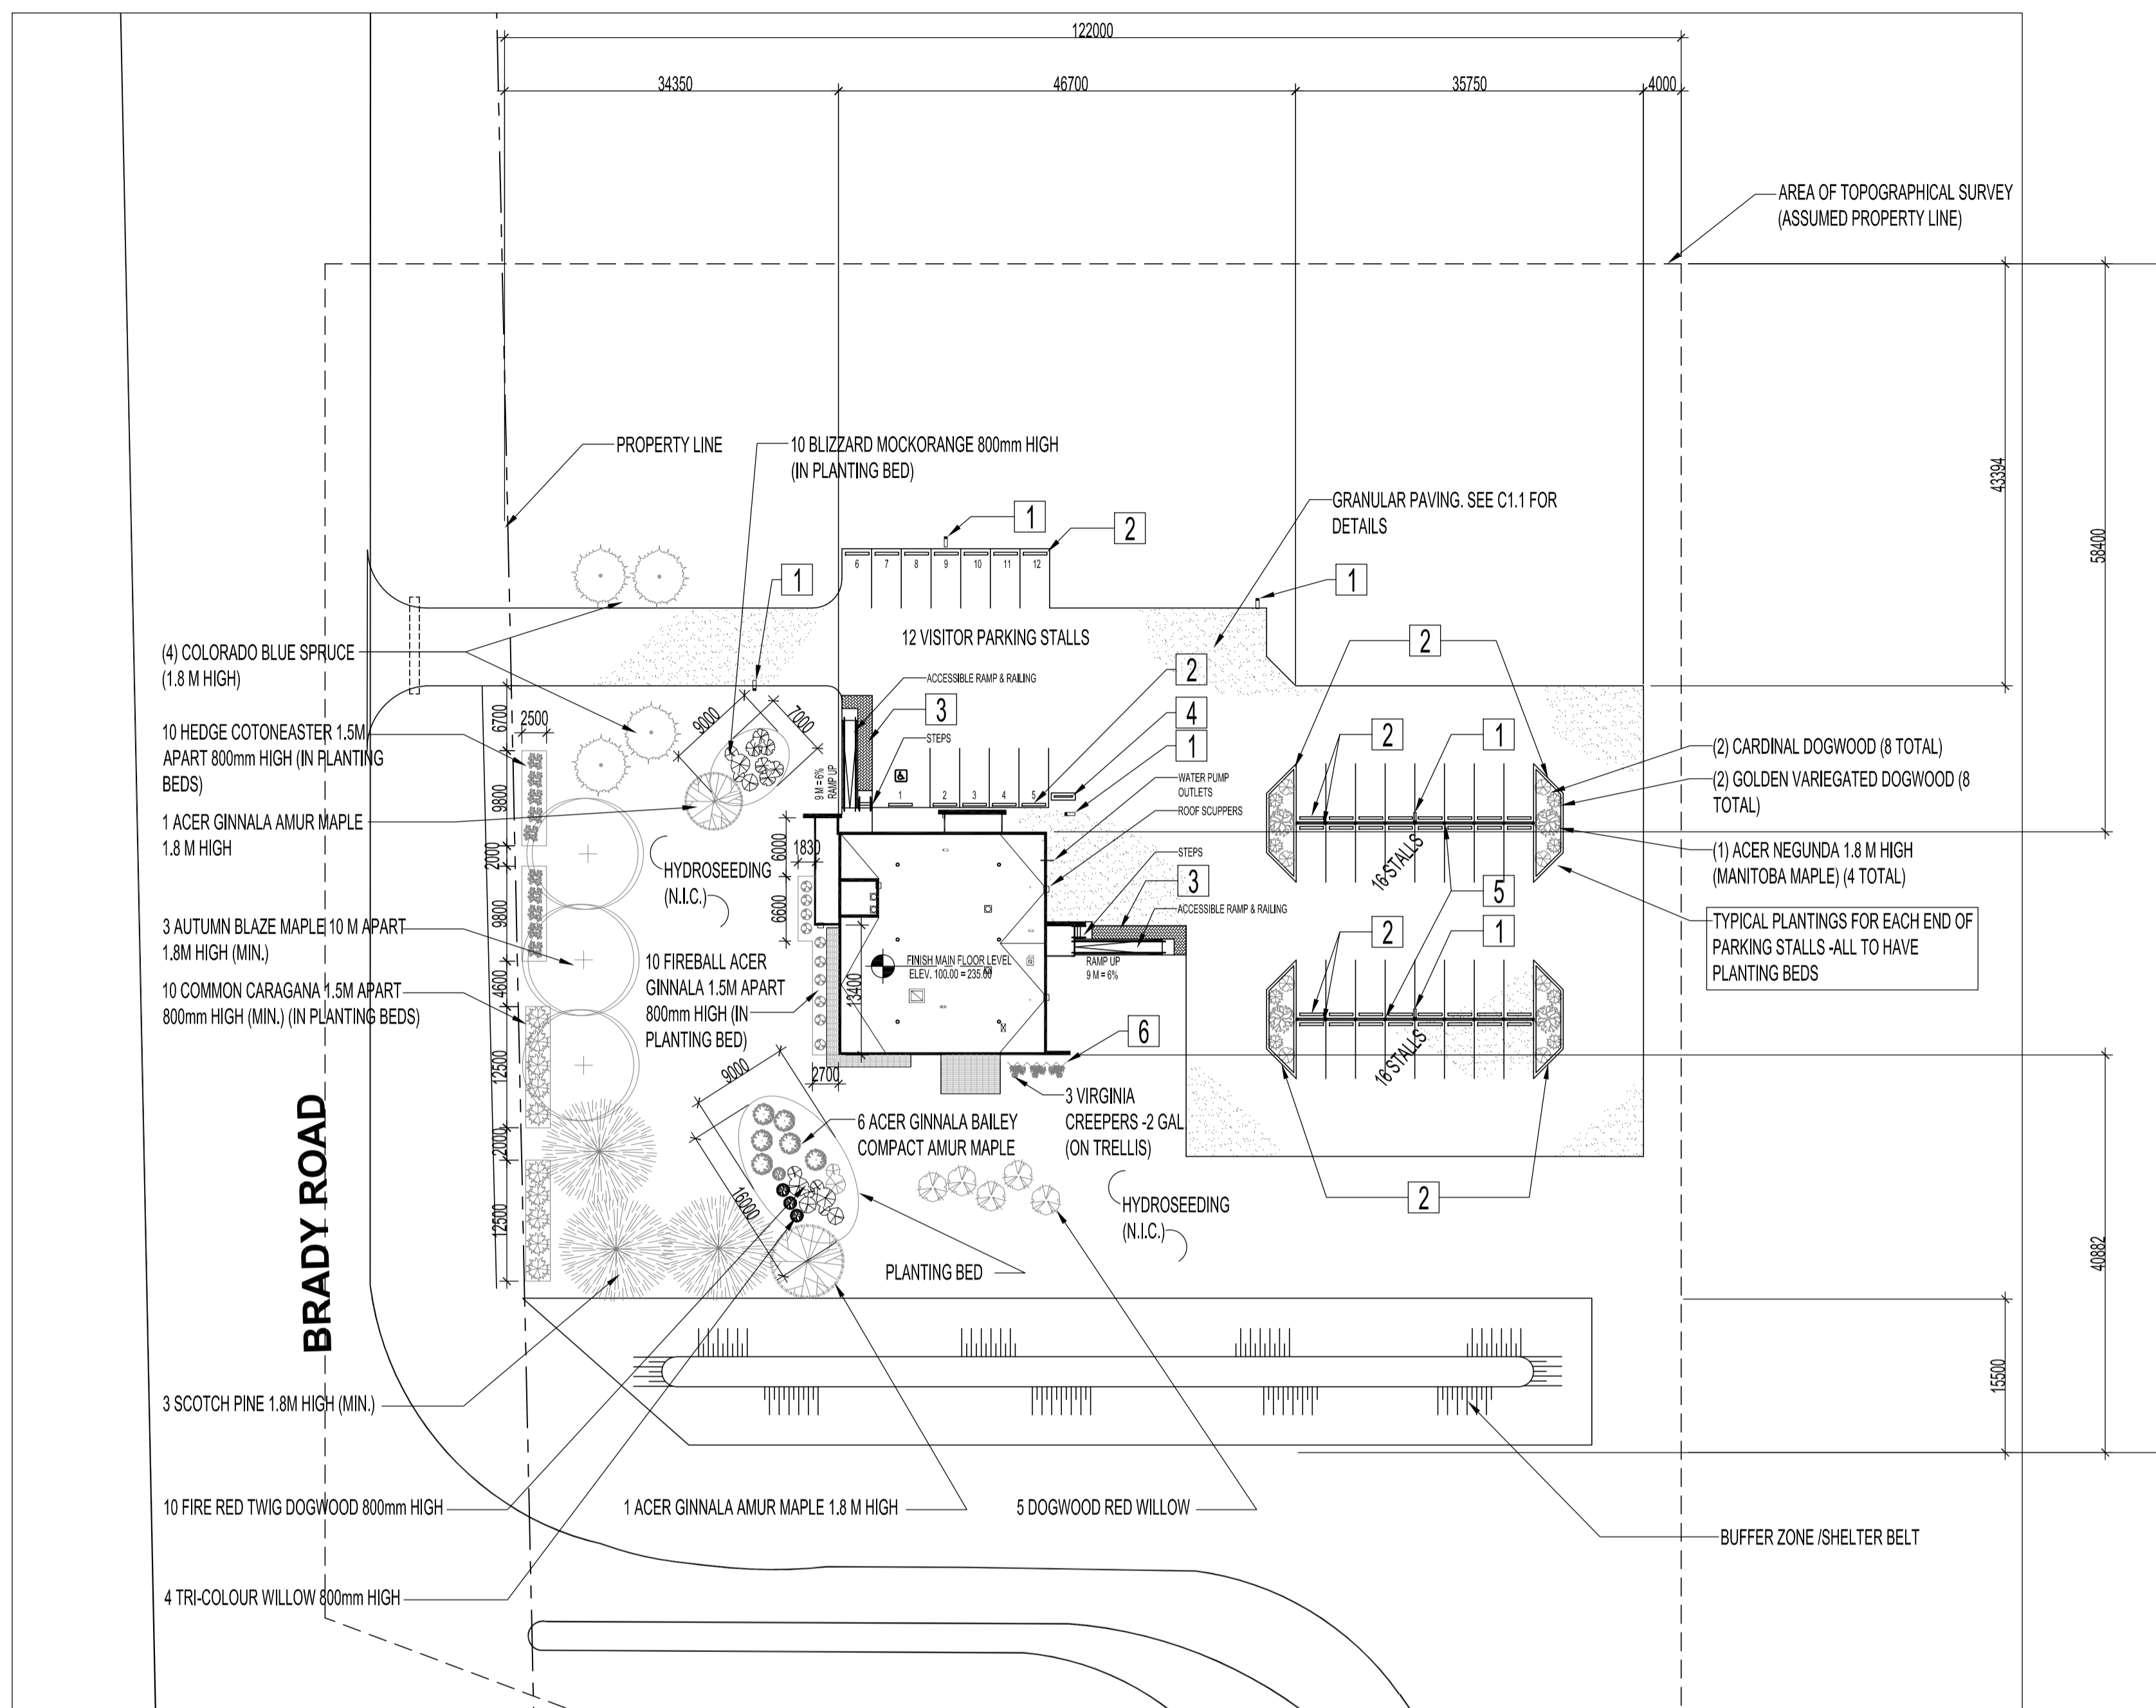 122000
34350
46700
35750
4000
AREA OF TOPOGRAPHICAL SURVEY
(ASSUMED PROPERTY LINE)
PROPERTY LINE
10 BLIZZARD MOCKORANGE 800mm HIGH
(IN PLANTING BED)
GRANULAR PAVING. SEE C1.1 FOR
DETAILS
43394
58400
1
2
1
1
6 7 8 9 10 11 12
12 VISITOR PARKING STALLS
2
(4) COLORADO BLUE SPRUCE
(1.8 M HIGH)
ACCESSIBLE RAMP & RAILING
2
3
4
STEPS
1
6700
2500
9000
7000
10 HEDGE COTONEASTER 1.5M
APART 800mm HIGH (IN PLANTING
BEDS)
9 M = 6%
RAMP UP
1 2 3 4 5
WATER PUMP
OUTLETS
ROOF SCUPPERS
2
1
(2) CARDINAL DOGWOOD (8 TOTAL)
(2) GOLDEN VARIEGATED DOGWOOD (8
TOTAL)
9800
1 ACER GINNALA AMUR MAPLE
1.8 M HIGH
2000
HYDROSEEDING
(N.I.C.)
1830
6000
6600
STEPS
3
16 STALLS
5
(1) ACER NEGUNDA 1.8 M HIGH
(MANITOBA MAPLE) (4 TOTAL)
9800
3 AUTUMN BLAZE MAPLE 10 M APART
1.8M HIGH (MIN.)
ACCESSIBLE RAMP & RAILING
2
1
TYPICAL PLANTINGS FOR EACH END OF
PARKING STALLS -ALL TO HAVE
PLANTING BEDS
4600
10 COMMON CARAGANA 1.5M APART
800mm HIGH (MIN.) (IN PLANTING BEDS)
10 FIREBALL ACER
GINNALA 1.5M APART
800mm HIGH (IN
PLANTING BED)
13400
FINISH MAIN FLOOR LEVEL
ELEV. 100.00 = 235.60
RAMP UP
9 M = 6%
12500
9000
2700
6
16 STALLS
3 VIRGINIA
CREEPERS -2 GAL
(ON TRELLIS)
6 ACER GINNALA BAILEY
COMPACT AMUR MAPLE
2000
BRADY ROAD
12500
16000
HYDROSEEDING
(N.I.C.)
2
PLANTING BED
40882
15500
3 SCOTCH PINE 1.8M HIGH (MIN.)
10 FIRE RED TWIG DOGWOOD 800mm HIGH
1 ACER GINNALA AMUR MAPLE 1.8 M HIGH
5 DOGWOOD RED WILLOW
BUFFER ZONE /SHELTER BELT
4 TRI-COLOUR WILLOW 800mm HIGH